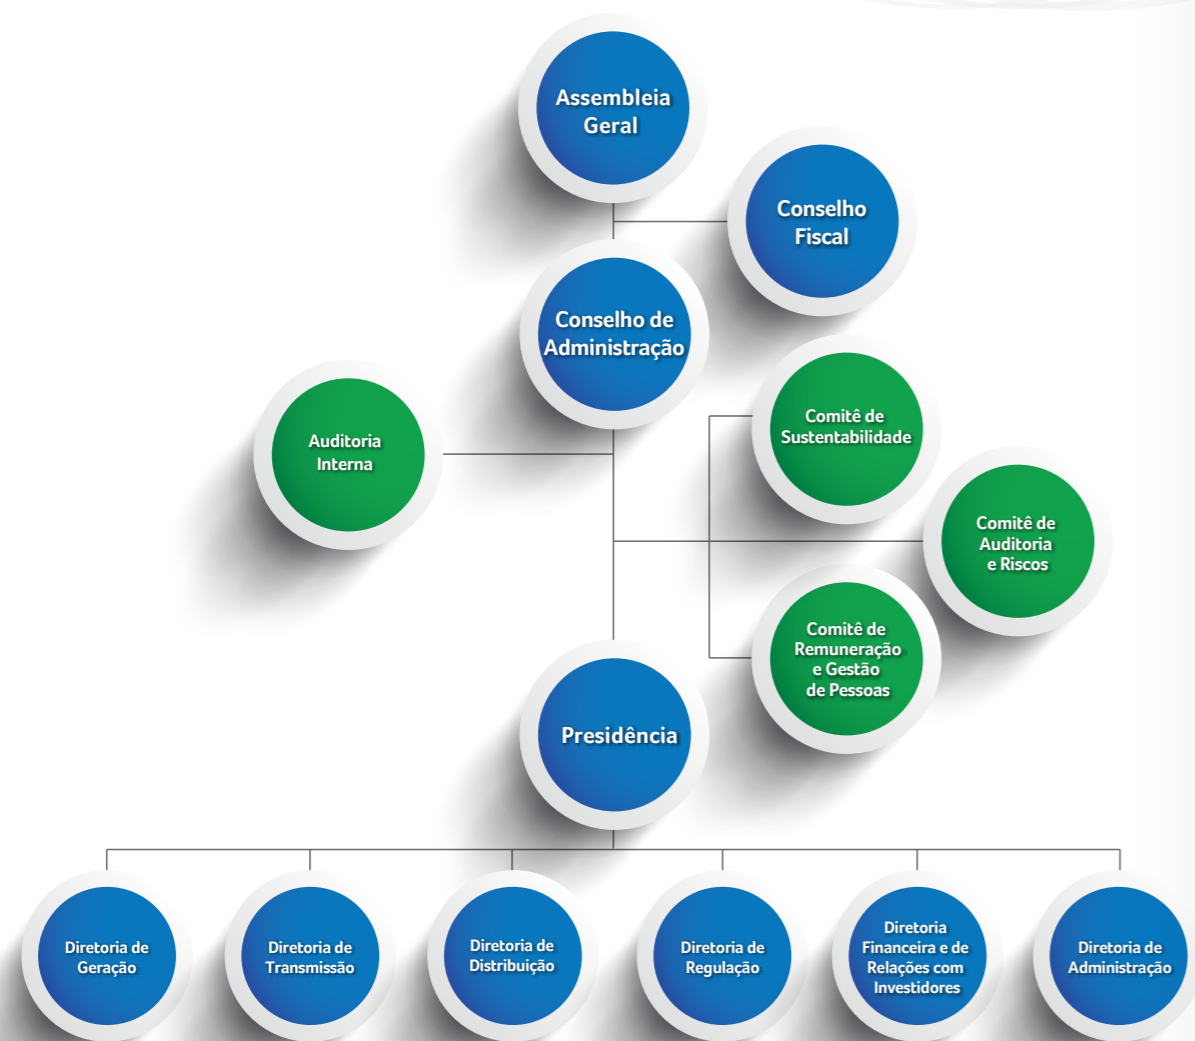 Assembleia
Geral
Conselho
Fiscal
Conselho de
Administração
Auditoria
Interna
Comitê de
Sustentabilidade
Comitê de
Auditoria
e Riscos
Comitê de
Remuneração
e Gestão
de Pessoas
Presidência
Diretoria de
Geração
Diretoria de
Transmissão
Diretoria de
Distribuição
Diretoria de
Regulação
Diretoria
Financeira e de
Relações com
Investidores
Diretoria de
Administração